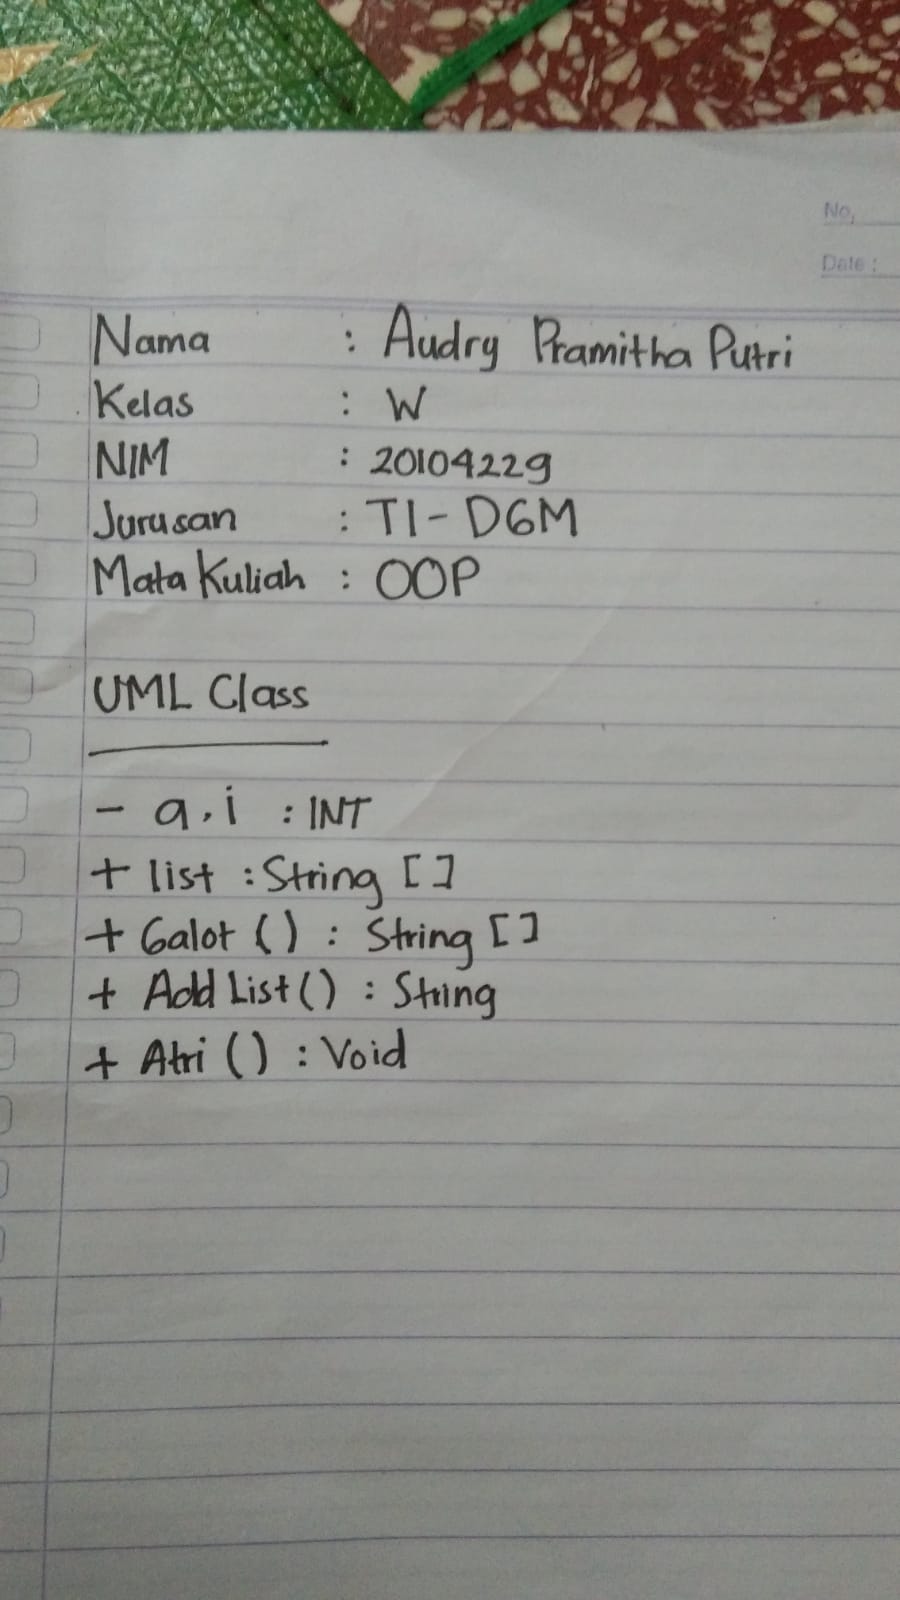 No,
Date :
Nama : Audry Pramitha Putri
Kelas : W
NIM : 20104229
Jurusan : TI - DGM
Mata Kuliah : OOP
UML Class
- a, i : INT
+ list : String []
+ Galot () : String []
+ Add List () : String
+ Atri () : Void